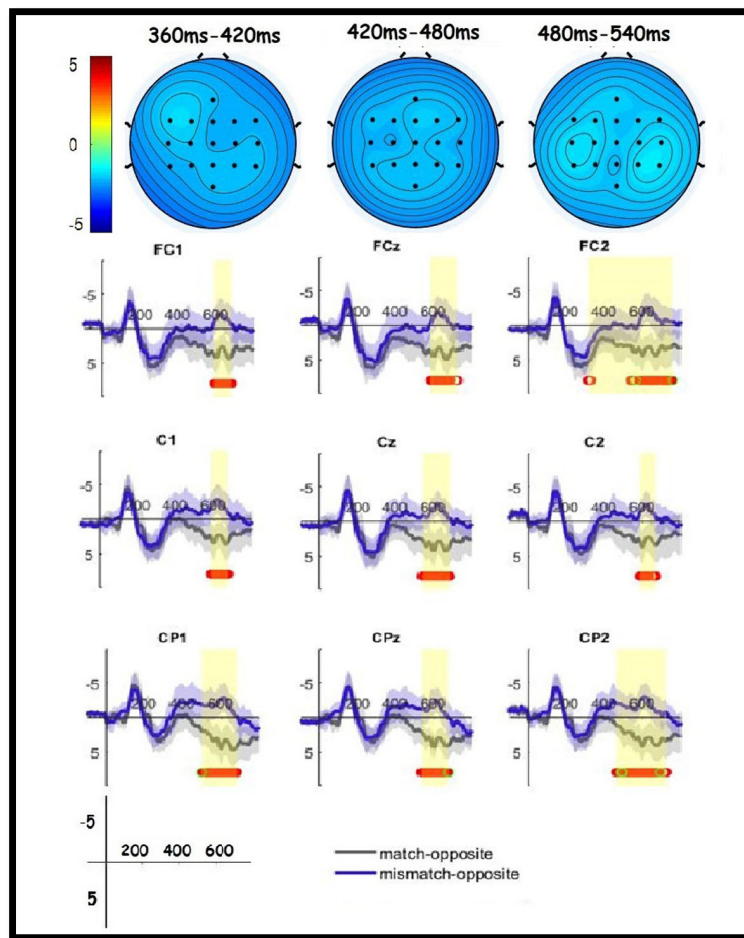 360ms-420ms 420ms-480ms 480ms-540ms
5
0
-5
FC1 FCz FC2
-5 200 400 600 -5 200 400 600 -5 200 400 600
5 5 5
C1 Cz C2
-5 200 400 600 -5 200 400 600 -5 200 400 600
5 5 5
CP1 CPz CP2
-5 200 400 600 -5 200 400 600 -5 200 400 600
5 5 5
-5
200 400 600
5
match-opposite
mismatch-opposite